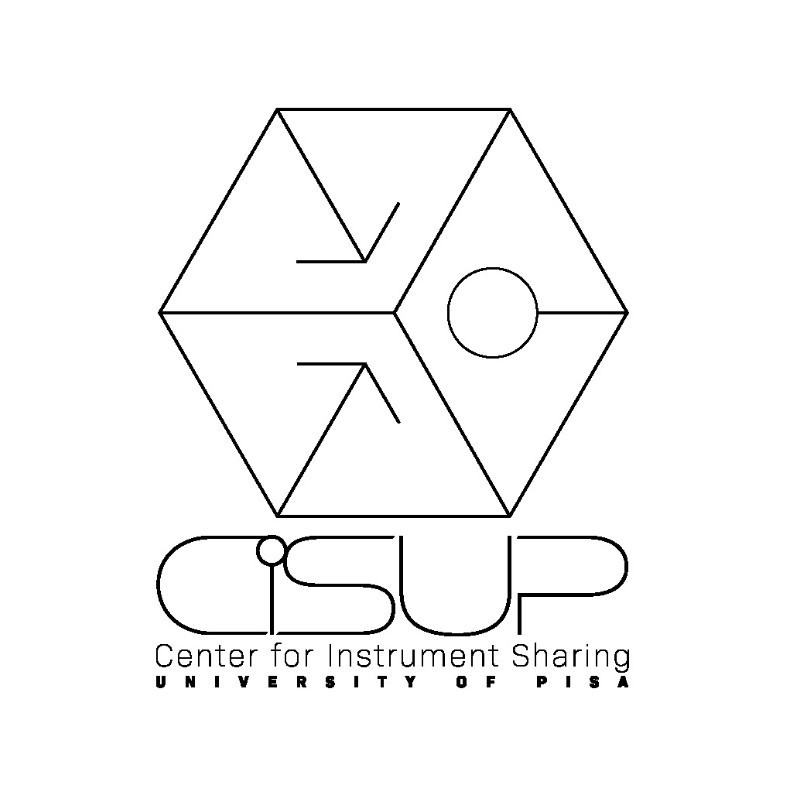 CiSUP
Center for Instrument Sharing
UNIVERSITY OF PISA